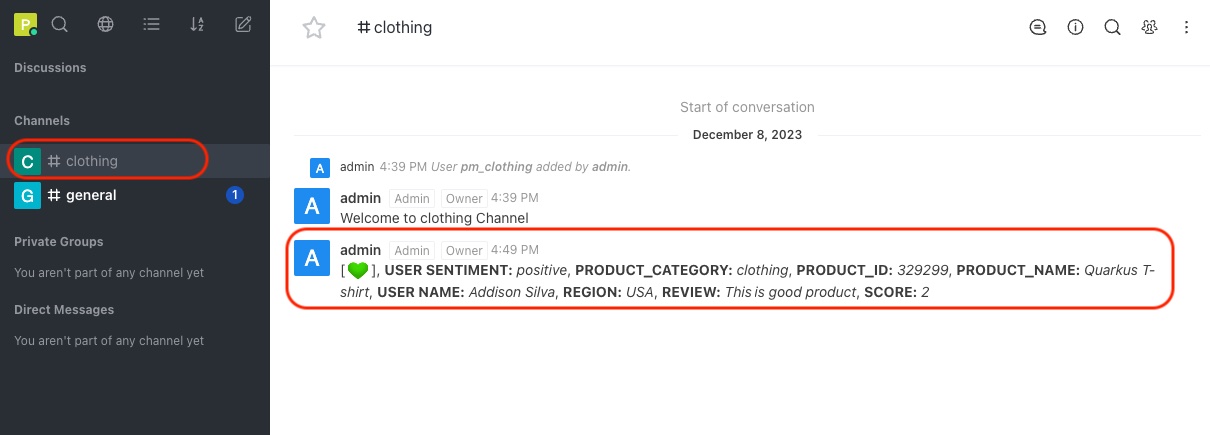 P
# clothing
Discussions
Start of conversation
Channels
December 8, 2023
C # clothing
A admin 4:39 PM User pm_clothing added by admin.
G # general 1
A admin Admin Owner 4:39 PM
Welcome to clothing Channel
Private Groups
You aren't part of any channel yet
Direct Messages
You aren't part of any channel yet
A admin Admin Owner 4:49 PM
[💚], USER SENTIMENT: positive, PRODUCT_CATEGORY: clothing, PRODUCT_ID: 329299, PRODUCT_NAME: Quarkus T-
shirt, USER NAME: Addison Silva, REGION: USA, REVIEW: This is good product, SCORE: 2